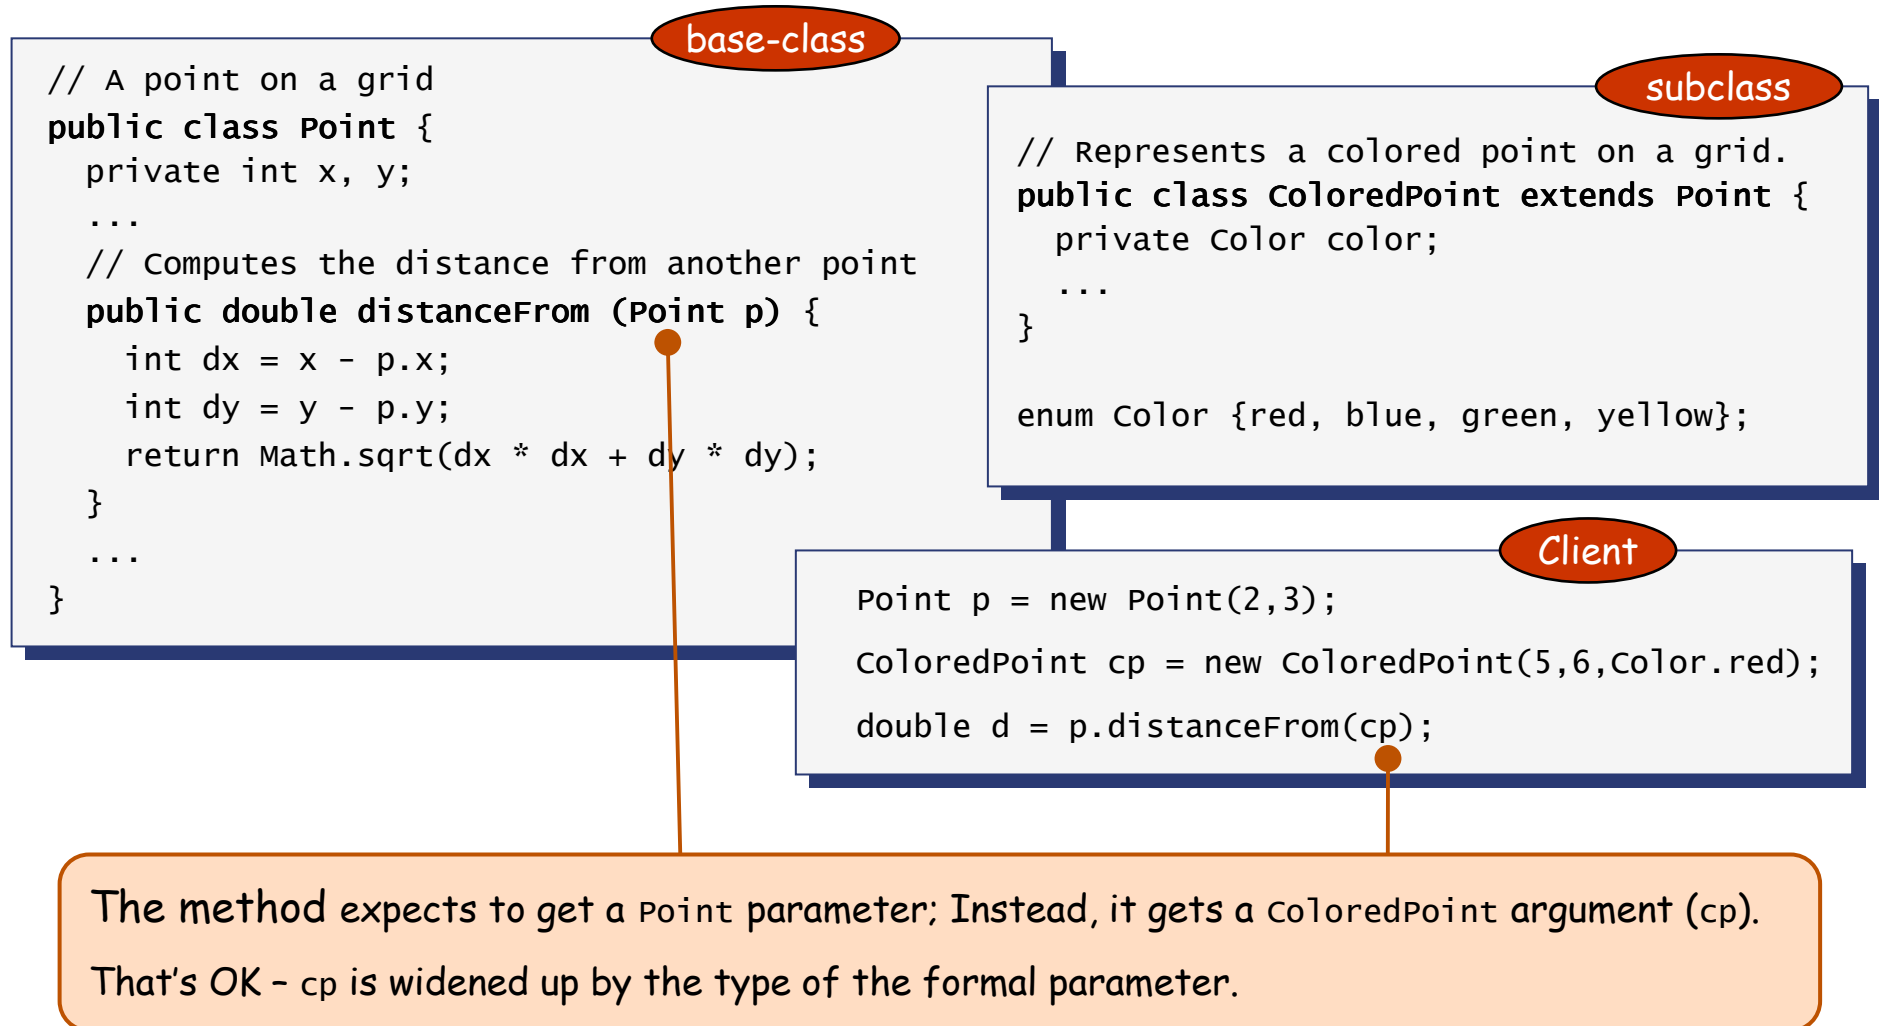 base-class
// A point on a grid
public class Point {
private int x, y;
...
// Computes the distance from another point
public double distanceFrom (Point p) {
int dx = x - p.x;
int dy = y - p.y;
return Math.sqrt(dx * dx + dy * dy);
}
...
}
subclass
// Represents a colored point on a grid.
public class ColoredPoint extends Point {
private Color color;
...
}
enum Color {red, blue, green, yellow};
Client
Point p = new Point(2,3);
ColoredPoint cp = new ColoredPoint(5,6,Color.red);
double d = p.distanceFrom(cp);
The method expects to get a Point parameter; Instead, it gets a ColoredPoint argument (cp).
That's OK – cp is widened up by the type of the formal parameter.